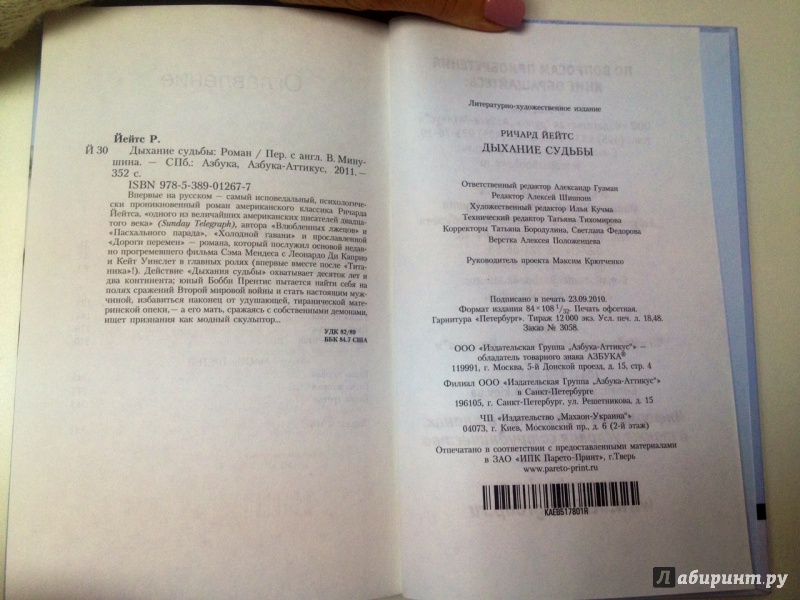 Йейтс Р.
Й 30 Дыхание судьбы: Роман / Пер. с англ. В. Мину-
шина. — СПб.: Азбука, Азбука-Аттикус, 2011. —
352 с.
ISBN 978-5-389-01267-7
Впервые на русском — самый исповедальный, психологиче-
ски проникновенный роман американского классика Ричарда
Йейтса, «одного из величайших американских писателей двадца-
того века» (Sunday Telegraph), автора «Влюбленных лжецов» и
«Пасхального парада», «Холодной гавани» и прославленной
«Дороги перемен» — романа, который послужил основой недав-
но прогремевшего фильма Сэма Мендеса с Леонардо Ди Каприо
и Кейт Уинслет в главных ролях (впервые вместе после «Тита-
ника»!). Действие «Дыхания судьбы» охватывает десяток лет и
два континента; юный Бобби Прентис пытается найти себя на
полях сражений Второй мировой войны и стать настоящим муж-
чиной, избавиться наконец от удушающей, тиранической мате-
ринской опеки, — а его мать, сражаясь с собственными демонами,
ищет признания как модный скульптор...
УДК 82/89
ББК 84.7 США
Оглавление
ПО ВОПРОСАМ ПРИОБРЕТЕНИЯ
КНИГ ОБРАЩАЙТЕСЬ:
Литературно-художественное издание
РИЧАРД ЙЕЙТС
ДЫХАНИЕ СУДЬБЫ
Ответственный редактор Александр Гузман
Редактор Алексей Шишкин
Художественный редактор Илья Кучма
Технический редактор Татьяна Тихомирова
Корректоры Татьяна Бородулина, Светлана Федорова
Верстка Алексея Положенцева
Руководитель проекта Максим Крютченко
Подписано в печать 23.09.2010.
Формат издания 84 × 108 1/32. Печать офсетная.
Гарнитура «Петербург». Тираж 12 000 экз. Усл. печ. л. 18,48.
Заказ № 3058.
ООО «Издательская Группа „Азбука-Аттикус“» —
обладатель товарного знака АЗБУКА®
119991, г. Москва, 5-й Донской проезд, д. 15, стр. 4
Филиал ООО «Издательская Группа „Азбука-Аттикус“»
в Санкт-Петербурге
196105, г. Санкт-Петербург, ул. Решетникова, д. 15
ЧП «Издательство „Махаон-Украина“»
04073, г. Киев, Московский пр., д. 6 (2-й этаж)
Отпечатано в соответствии с предоставленными материалами
в ЗАО «ИПК Парето-Принт», г.Тверь
www.pareto-print.ru
KAEB517801R
Лабиринт.ру